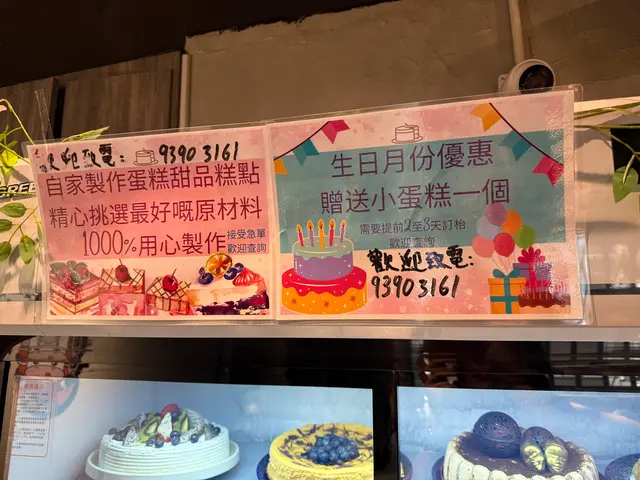 歡迎致電: 9390 3161
自家製作蛋糕甜品糕點
精心挑選最好嘅原材料
1000%用心製作
接受急單
歡迎查詢
生日月份優惠
贈送小蛋糕一個
需要提前2至3天訂枱
歡迎查詢
歡迎致電:
9390 3161